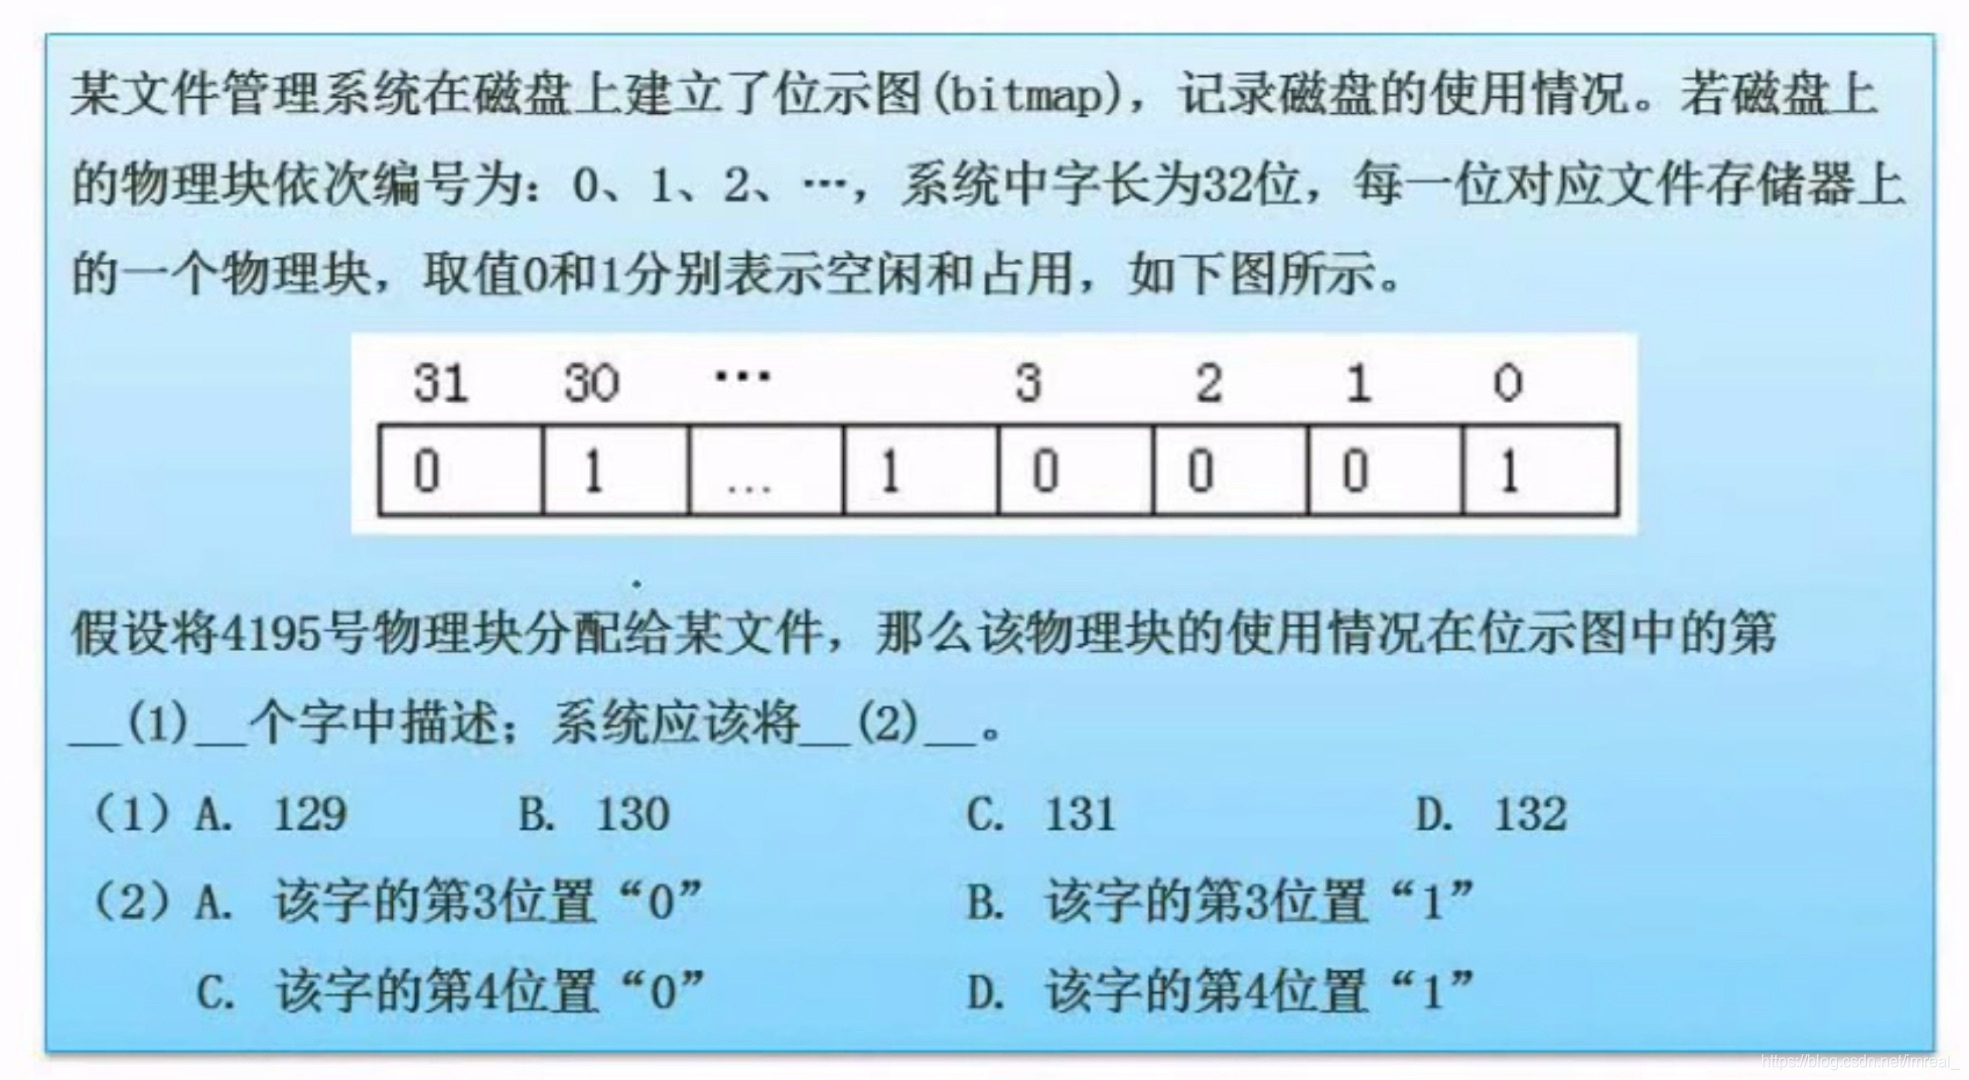 某文件管理系统在磁盘上建立了位示图(bitmap)，记录磁盘的使用情况。若磁盘上
的物理块依次编号为：0、1、2、…，系统中字长为32位，每一位对应文件存储器上
的一个物理块，取值0和1分别表示空闲和占用，如下图所示。
31 30 … 3 2 1 0
0 1 … 1 0 0 0 1
假设将4195号物理块分配给某文件，那么该物理块的使用情况在位示图中的第
__(1)__个字中描述；系统应该将__(2)__。
（1）A. 129 B. 130 C. 131 D. 132
（2）A. 该字的第3位置“0” B. 该字的第3位置“1”
C. 该字的第4位置“0” D. 该字的第4位置“1”
https://blog.csdn.net/imreal_